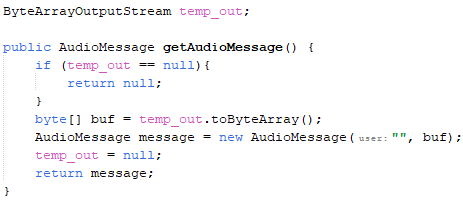 ByteArrayOutputStream temp_out;
public AudioMessage getAudioMessage() {
if (temp_out == null){
return null;
}
byte[] buf = temp_out.toByteArray();
AudioMessage message = new AudioMessage( user: "", buf);
temp_out = null;
return message;
}